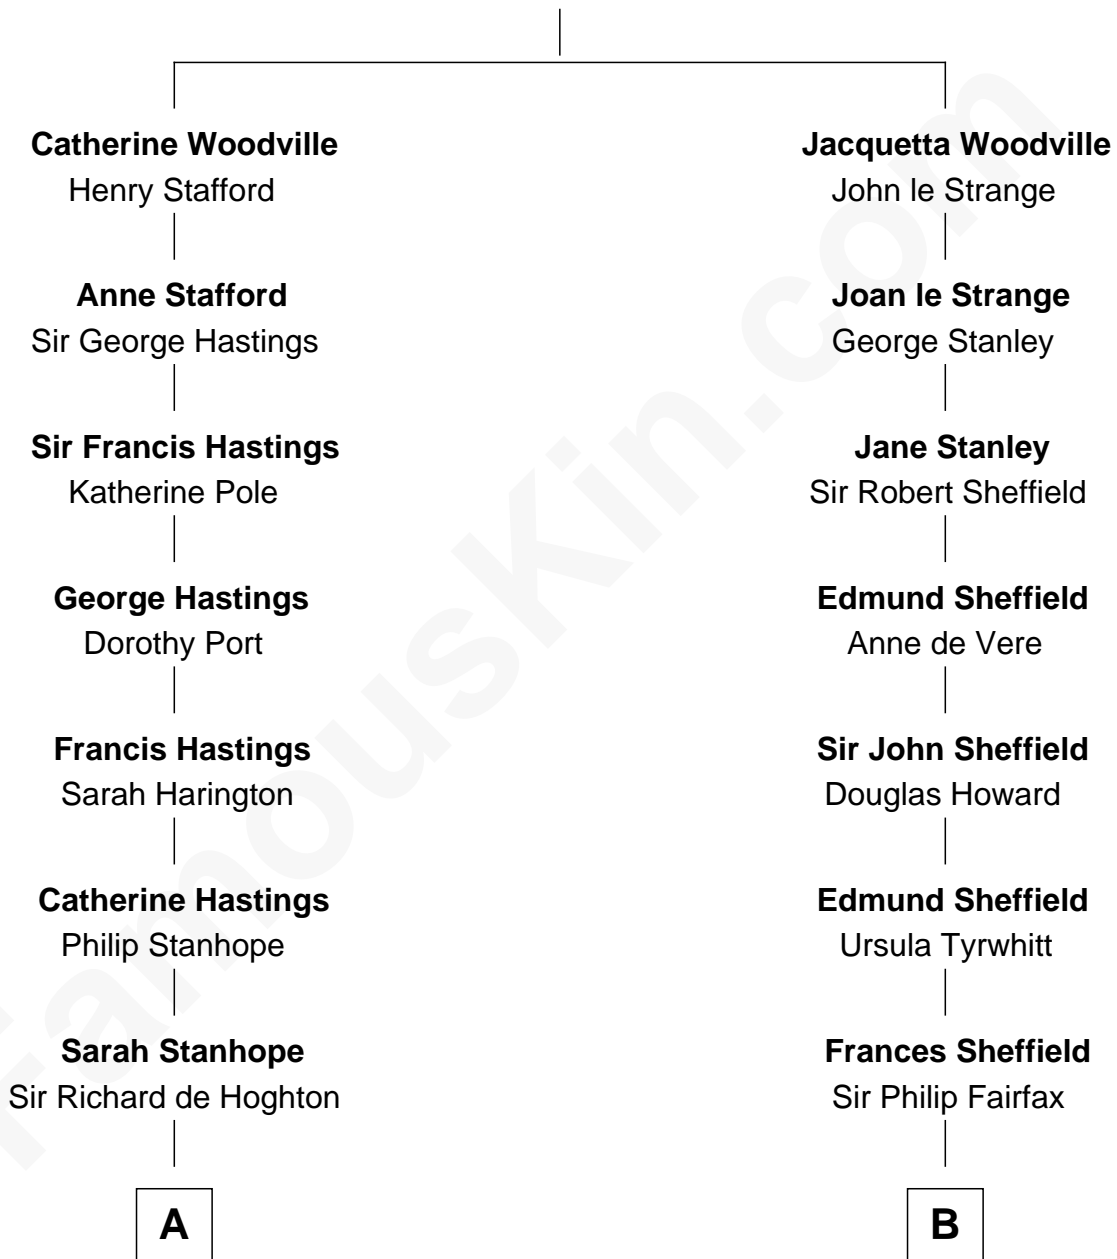 Catherine Woodville
Henry Stafford
Anne Stafford
Sir George Hastings
Sir Francis Hastings
Katherine Pole
George Hastings
Dorothy Port
Francis Hastings
Sarah Harington
Catherine Hastings
Philip Stanhope
Sarah Stanhope
Sir Richard de Hoghton
A
Jacquetta Woodville
John le Strange
Joan le Strange
George Stanley
Jane Stanley
Sir Robert Sheffield
Edmund Sheffield
Anne de Vere
Sir John Sheffield
Douglas Howard
Edmund Sheffield
Ursula Tyrwhitt
Frances Sheffield
Sir Philip Fairfax
B
FamousKin.com